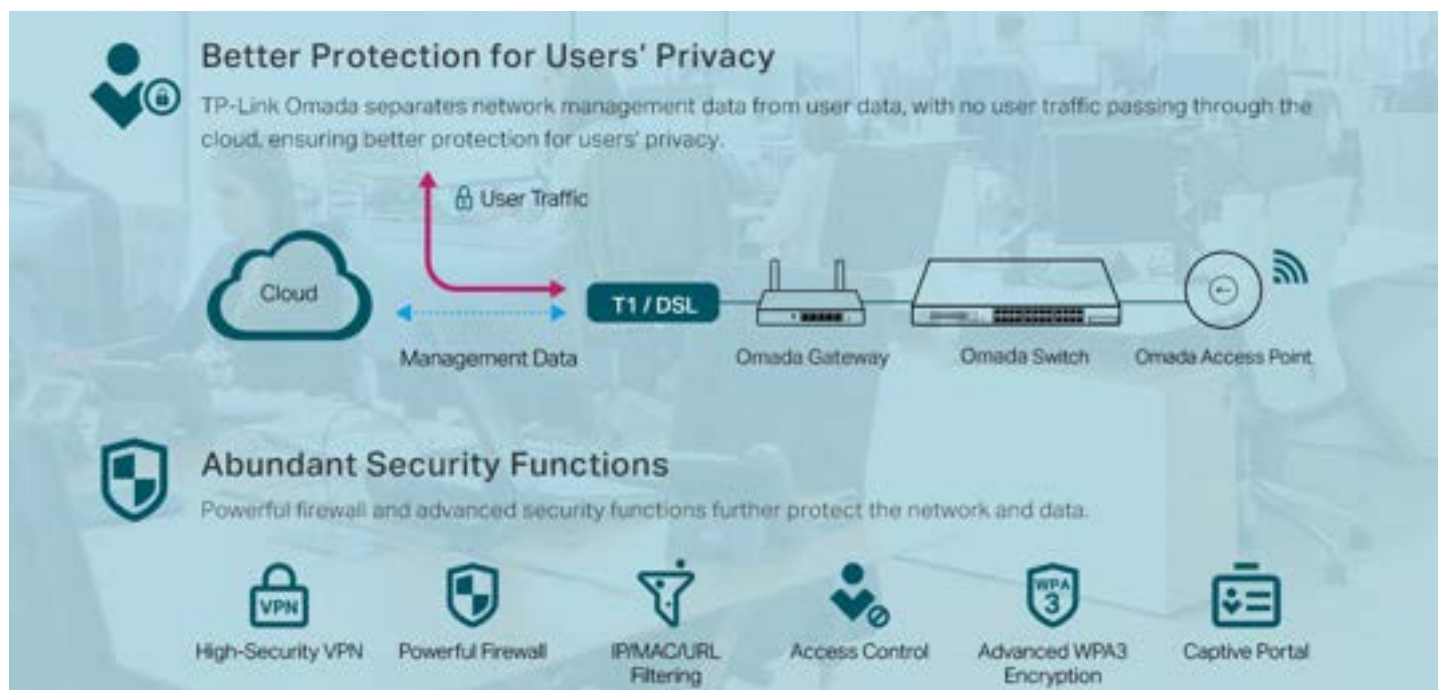 Better Protection for Users' Privacy
TP-Link Omada separates network management data from user data, with no user traffic passing through the
cloud, ensuring better protection for users' privacy.
User Traffic
Cloud
T1 / DSL
Management Data
Omada Gateway
Omada Switch
Omada Access Point
Abundant Security Functions
Powerful firewall and advanced security functions further protect the network and data.
VPN
WPA
3
High-Security VPN
Powerful Firewall
IP/MAC/URL
Filtering
Access Control
Advanced WPA3
Encryption
Captive Portal